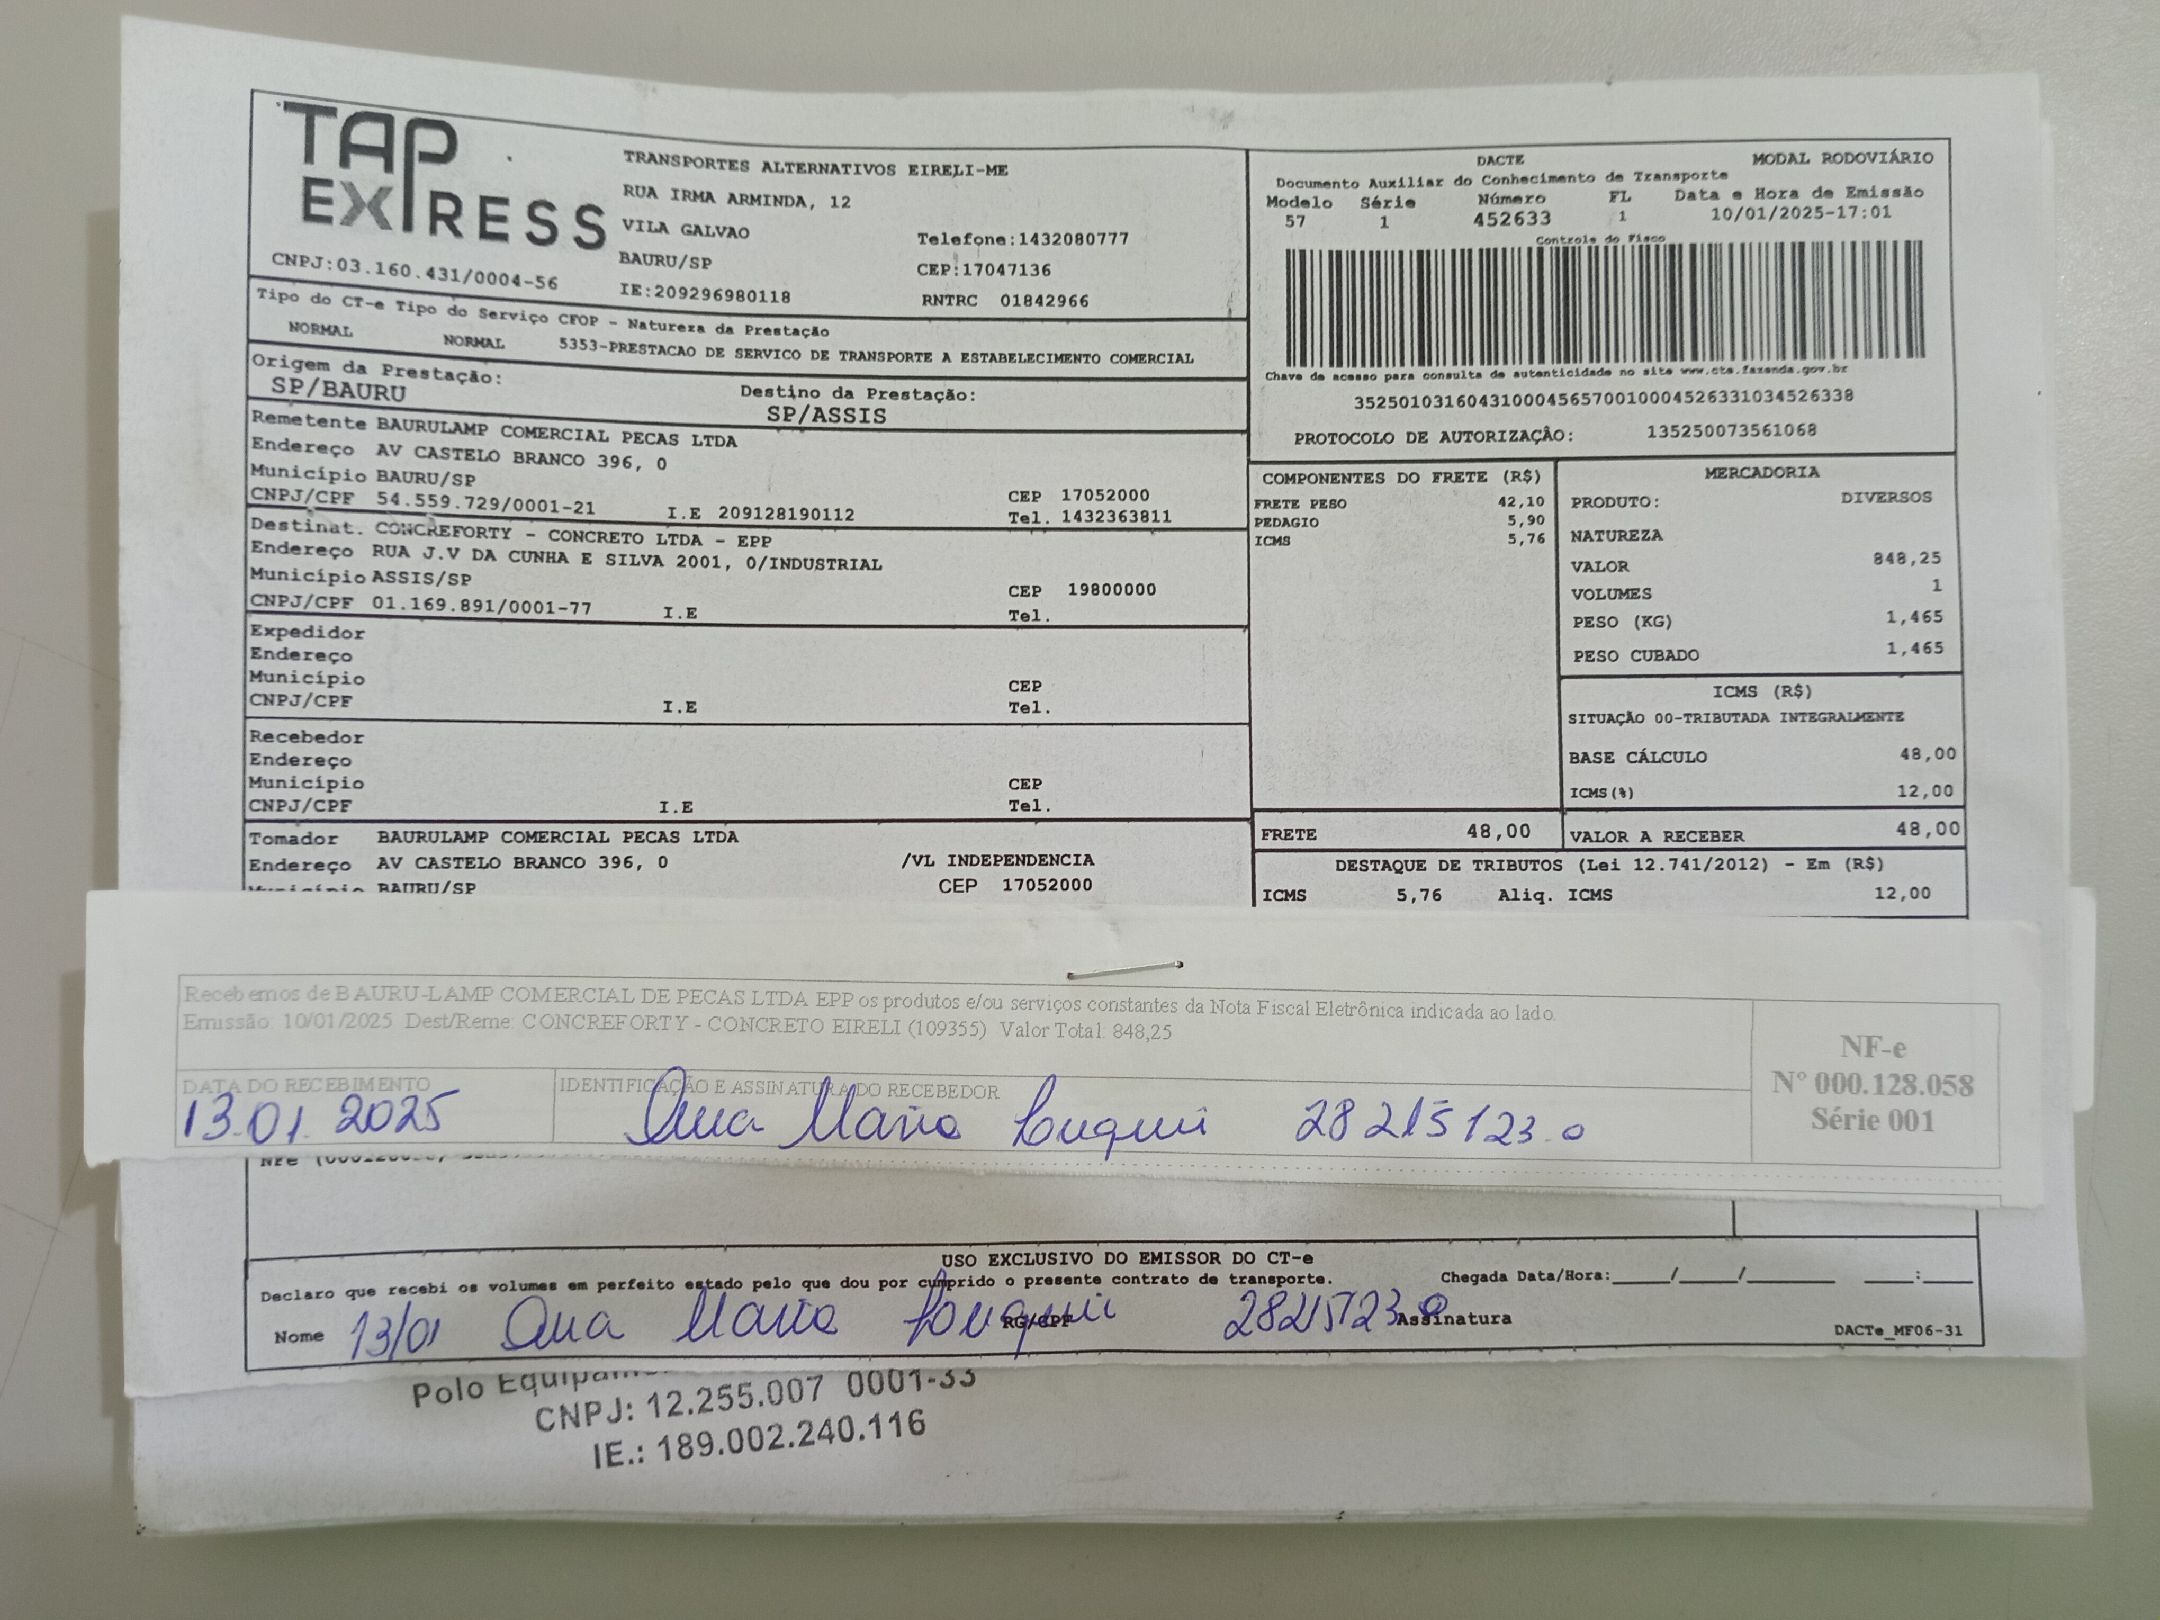 TAP EXPRESS
CNPJ:03.160.431/0004-56
TRANSPORTES ALTERNATIVOS EIRELI-ME
RUA IRMA ARMINDA, 12
VILA GALVAO
BAURU/SP
IE:209296980118
Telefone:1432080777
CEP:17047136
RNTRC 01842966
Tipo do CT-e Tipo do Serviço CFOP - Natureza da Prestação
NORMAL NORMAL 5353-PRESTACAO DE SERVICO DE TRANSPORTE A ESTABELECIMENTO COMERCIAL
Origem da Prestação: Destino da Prestação:
SP/BAURU SP/ASSIS
Remetente BAURULAMP COMERCIAL PECAS LTDA
Endereço AV CASTELO BRANCO 396, 0
Município BAURU/SP CEP 17052000
CNPJ/CPF 54.559.729/0001-21 I.E 209128190112 Tel. 1432363811
Destinat. CONCREFORTY - CONCRETO LTDA - EPP
Endereço RUA J.V DA CUNHA E SILVA 2001, 0/INDUSTRIAL
Município ASSIS/SP CEP 19800000
CNPJ/CPF 01.169.891/0001-77 I.E Tel.
Expedidor
Endereço
Município CEP
CNPJ/CPF I.E Tel.
Recebedor
Endereço
Município CEP
CNPJ/CPF I.E Tel.
Tomador BAURULAMP COMERCIAL PECAS LTDA
Endereço AV CASTELO BRANCO 396, 0 /VL INDEPENDENCIA
Município BAURU/SP CEP 17052000
DACTE MODAL RODOVIÁRIO
Documento Auxiliar do Conhecimento de Transporte
Modelo Série Número FL Data e Hora de Emissão
57 1 452633 1 10/01/2025-17:01
Controle do Fisco
Chave de acesso para consulta de autenticidade no site www.cte.fazenda.gov.br
35250103160431000456570010004526331034526338
PROTOCOLO DE AUTORIZAÇÂO: 135250073561068
COMPONENTES DO FRETE (R$)
FRETE PESO 42,10
PEDAGIO 5,90
ICMS 5,76
MERCADORIA
PRODUTO: DIVERSOS
NATUREZA
VALOR 848,25
VOLUMES 1
PESO (KG) 1,465
PESO CUBADO 1,465
ICMS (R$)
SITUAÇÃO 00-TRIBUTADA INTEGRALMENTE
BASE CÁLCULO 48,00
ICMS(%) 12,00
FRETE 48,00 VALOR A RECEBER 48,00
DESTAQUE DE TRIBUTOS (Lei 12.741/2012) - Em (R$)
ICMS 5,76 Aliq. ICMS 12,00
Recebemos de BAURU-LAMP COMERCIAL DE PECAS LTDA EPP os produtos e/ou serviços constantes da Nota Fiscal Eletrônica indicada ao lado.
Emissão: 10/01/2025 Dest/Reme: CONCREFORTY - CONCRETO EIRELI (109355) Valor Total: 848,25
DATA DO RECEBIMENTO IDENTIFICAÇÃO E ASSINATURA DO RECEBEDOR
13.01.2025 Ana Maria 28215123.0
NF-e
Nº 000.128.058
Série 001
USO EXCLUSIVO DO EMISSOR DO CT-e
Declaro que recebi os volumes em perfeito estado pelo que dou por cumprido o presente contrato de transporte. Chegada Data/Hora:____/____/______ ___:___
Nome 13/01 Ana Maria RG/CPF 28215123 0 Assinatura
DACTe_MF06-31
Polo
CNPJ: 12.255.007 0001-33
IE.: 189.002.240.116